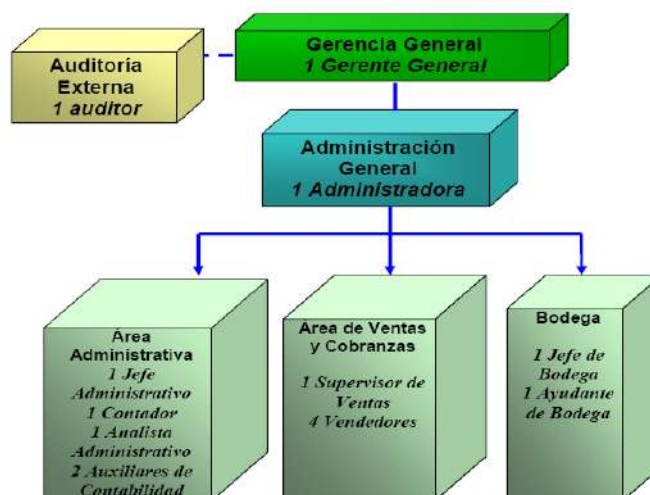 Gerencia General
1 Gerente General
Auditoría
Externa
1 auditor
Administración
General
1 Administradora
Área
Administrativa
1 Jefe
Administrativo
1 Contador
1 Analista
Administrativo
2 Auxiliares de
Contabilidad
Área de Ventas
y Cobranzas
1 Supervisor de
Ventas
4 Vendedores
Bodega
1 Jefe de
Bodega
1 Ayudante
de Bodega